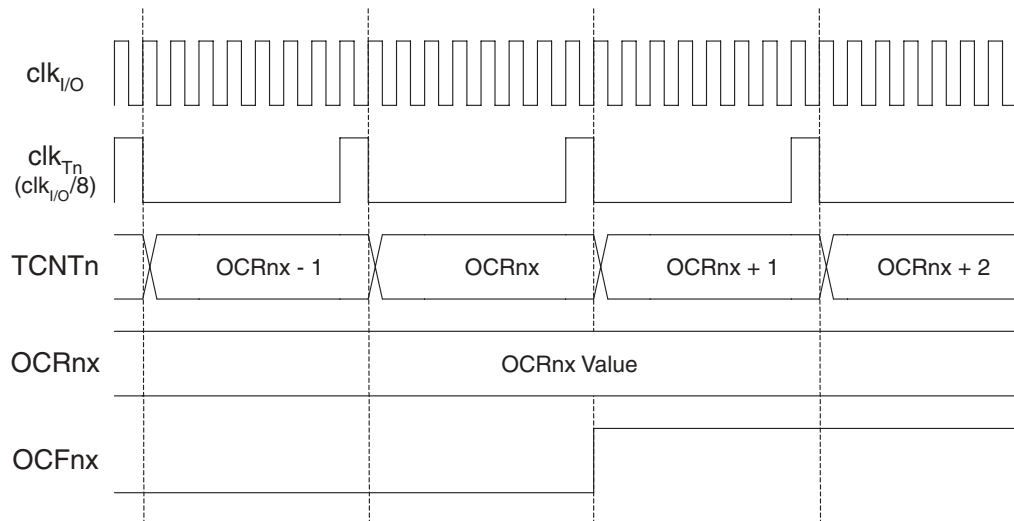 clkI/O
clkTn
(clkI/O/8)
TCNTn OCRnx - 1 OCRnx OCRnx + 1 OCRnx + 2
OCRnx OCRnx Value
OCFnx